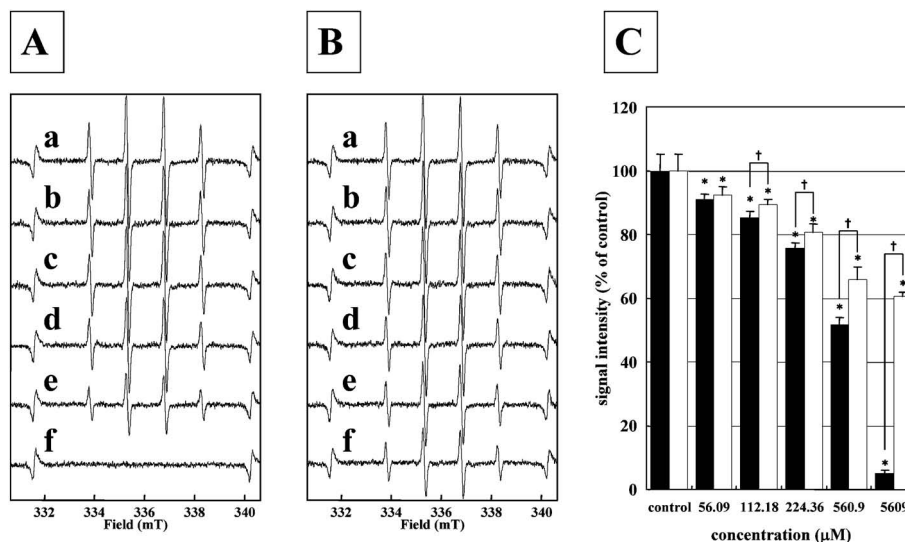 A
B
C
a
b
c
d
e
f
332 334 336 338 340
Field (mT)
a
b
c
d
e
f
332 334 336 338 340
Field (mT)
signal intensity (% of control)
120
100
80
60
40
20
0
* * * † * * † * * † * * † *
control 56.09 112.18 224.36 560.9 5609
concentration (µM)